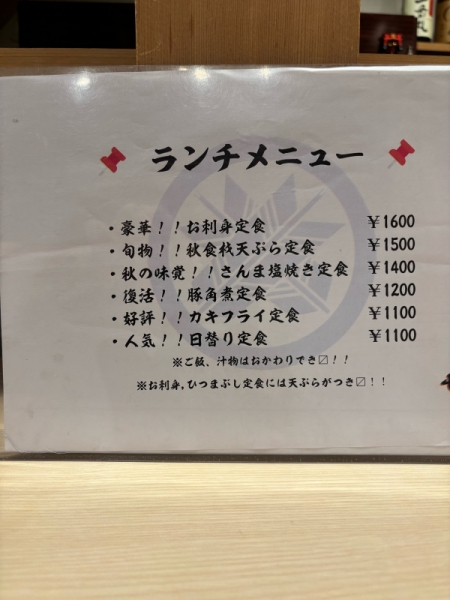 ランチメニュー
・豪華！！お刺身定食 ￥1600
・旬物！！秋食材天ぷら定食 ￥1500
・秋の味覚！！さんま塩焼き定食 ￥1400
・復活！！豚角煮定食 ￥1200
・好評！！カキフライ定食 ￥1100
・人気！！日替り定食 ￥1100
※ご飯、汁物はおかわりでき〼！！
※お刺身,ひつまぶし定食には天ぷらがつき〼！！